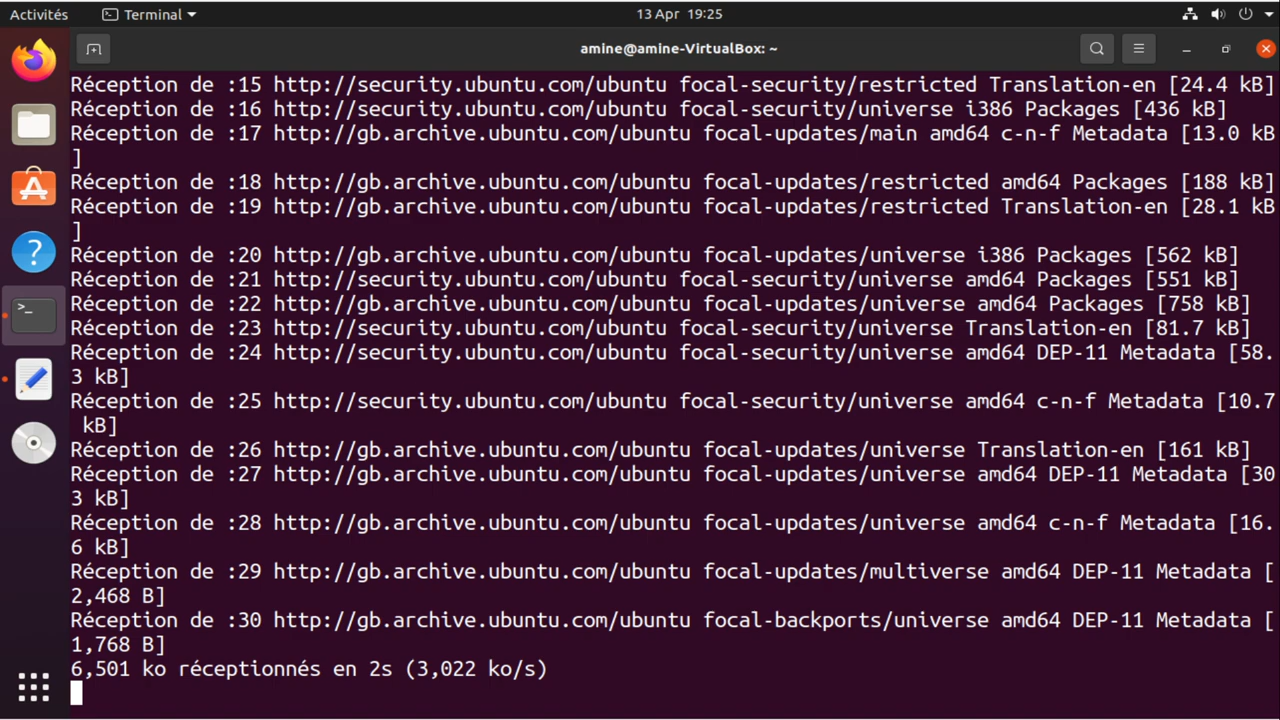 Activités
Terminal
13 Apr 19:25
amine@amine-VirtualBox: ~
Réception de :15 http://security.ubuntu.com/ubuntu focal-security/restricted Translation-en [24.4 kB]
Réception de :16 http://security.ubuntu.com/ubuntu focal-security/universe i386 Packages [436 kB]
Réception de :17 http://gb.archive.ubuntu.com/ubuntu focal-updates/main amd64 c-n-f Metadata [13.0 kB
]
Réception de :18 http://gb.archive.ubuntu.com/ubuntu focal-updates/restricted amd64 Packages [188 kB]
Réception de :19 http://gb.archive.ubuntu.com/ubuntu focal-updates/restricted Translation-en [28.1 kB
]
Réception de :20 http://gb.archive.ubuntu.com/ubuntu focal-updates/universe i386 Packages [562 kB]
Réception de :21 http://security.ubuntu.com/ubuntu focal-security/universe amd64 Packages [551 kB]
Réception de :22 http://gb.archive.ubuntu.com/ubuntu focal-updates/universe amd64 Packages [758 kB]
Réception de :23 http://security.ubuntu.com/ubuntu focal-security/universe Translation-en [81.7 kB]
Réception de :24 http://security.ubuntu.com/ubuntu focal-security/universe amd64 DEP-11 Metadata [58.
3 kB]
Réception de :25 http://security.ubuntu.com/ubuntu focal-security/universe amd64 c-n-f Metadata [10.7
kB]
Réception de :26 http://gb.archive.ubuntu.com/ubuntu focal-updates/universe Translation-en [161 kB]
Réception de :27 http://gb.archive.ubuntu.com/ubuntu focal-updates/universe amd64 DEP-11 Metadata [30
3 kB]
Réception de :28 http://gb.archive.ubuntu.com/ubuntu focal-updates/universe amd64 c-n-f Metadata [16.
6 kB]
Réception de :29 http://gb.archive.ubuntu.com/ubuntu focal-updates/multiverse amd64 DEP-11 Metadata [
2,468 B]
Réception de :30 http://gb.archive.ubuntu.com/ubuntu focal-backports/universe amd64 DEP-11 Metadata [
1,768 B]
6,501 ko réceptionnés en 2s (3,022 ko/s)